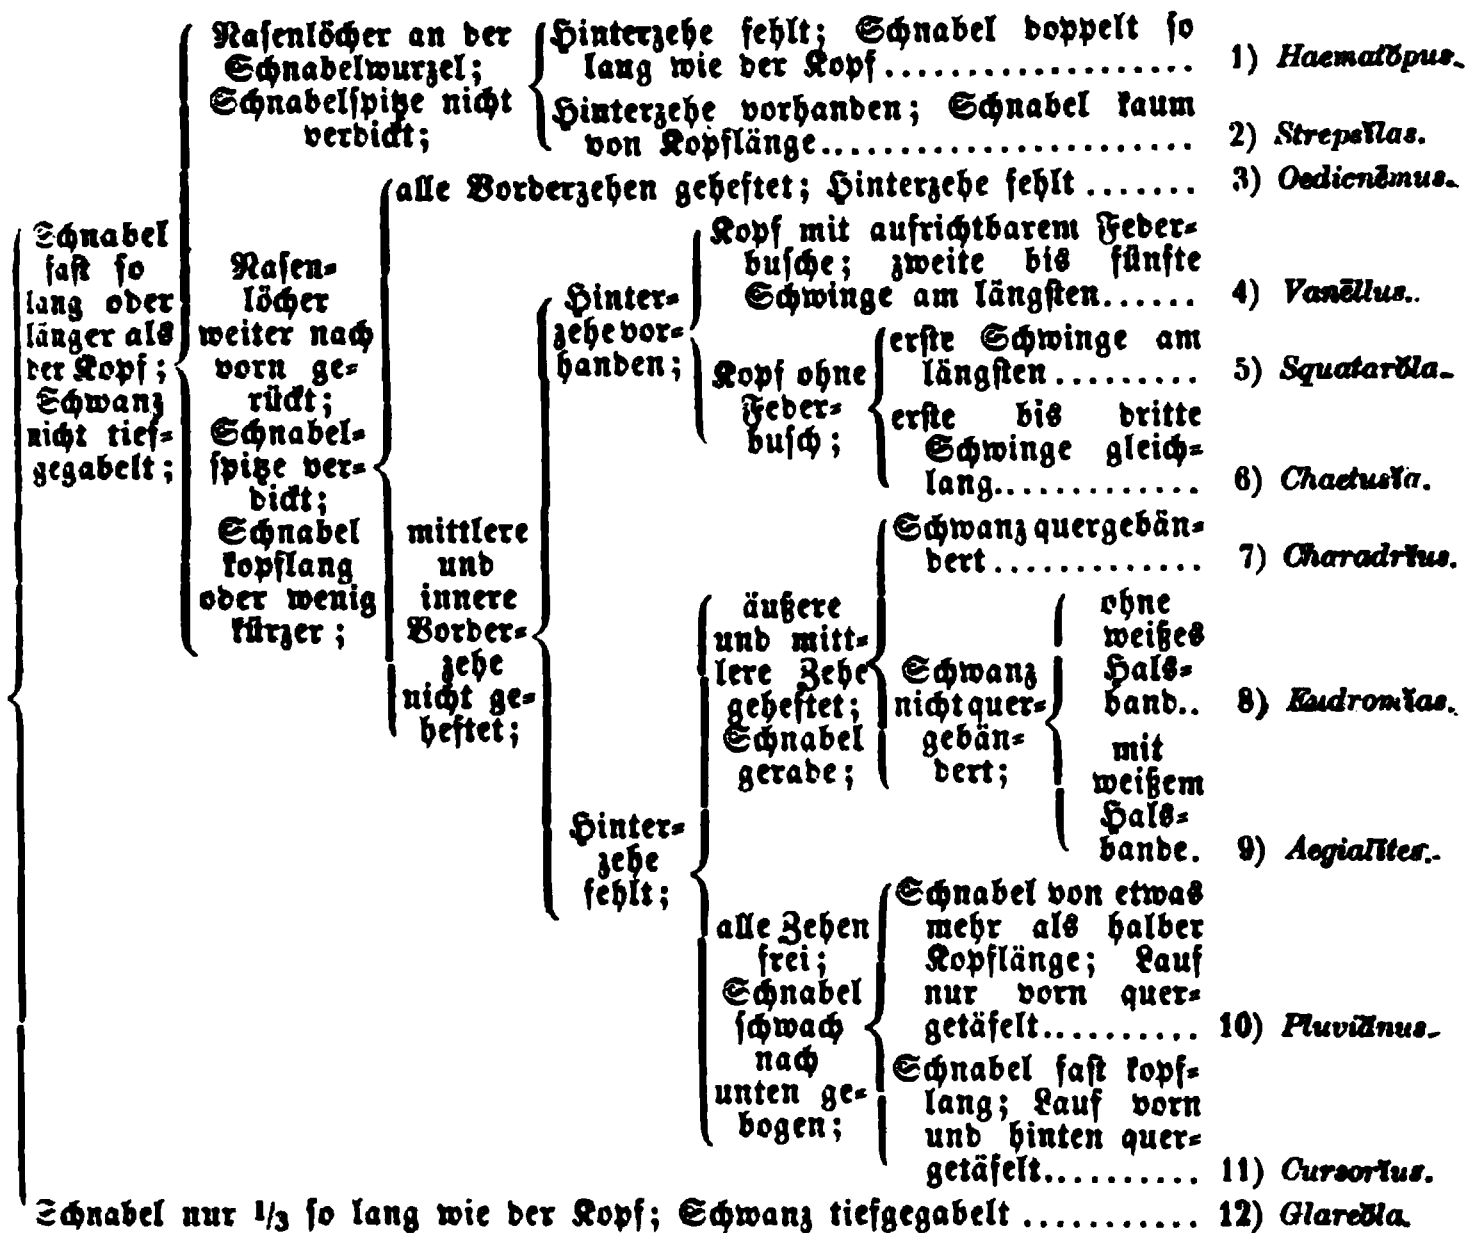 Schnabel
fast so
lang oder
länger als
der Kopf;
Schwanz
nicht tief-
gegabelt;
Nasenlöcher an der
Schnabelwurzel;
Schnabelspitze nicht
verdickt;
Hinterzehe fehlt; Schnabel doppelt so
lang wie der Kopf.................... 1) Haematŏpus.
Hinterzehe vorhanden; Schnabel kaum
von Kopflänge........................ 2) Strepsĭlas.
Nasen-
löcher
weiter nach
vorn ge-
rückt;
Schnabel-
spitze ver-
dickt;
Schnabel
kopflang
oder wenig
kürzer;
alle Vorderzehen geheftet; Hinterzehe fehlt ....... 3) Oedicnēmus.
mittlere
und
innere
Vorder-
zehe
nicht ge-
heftet;
Hinter-
zehe vor-
handen;
Kopf mit aufrichtbarem Feder-
busche; zweite bis fünfte
Schwinge am längsten...... 4) Vanēllus.
Kopf ohne
Feder-
busch;
erste Schwinge am
längsten......... 5) Squatarŏla.
erste bis dritte
Schwinge gleich-
lang............. 6) Chaetusĭa.
Hinter-
zehe
fehlt;
äußere
und mitt-
lere Zehe
geheftet;
Schnabel
gerade;
Schwanz quergebän-
dert............. 7) Charadrĭus.
Schwanz
nicht quer-
gebän-
dert;
ohne
weißes
Hals-
band.. 8) Eudromĭas.
mit
weißem
Hals-
bande. 9) Aegialītes.
alle Zehen
frei;
Schnabel
schwach
nach
unten ge-
bogen;
Schnabel von etwas
mehr als halber
Kopflänge; Lauf
nur vorn quer-
getäfelt.......... 10) Pluviānus.
Schnabel fast kopf-
lang; Lauf vorn
und hinten quer-
getäfelt.......... 11) Cursorĭus.
Schnabel nur 1/3 so lang wie der Kopf; Schwanz tiefgegabelt ........... 12) Glareŏla.